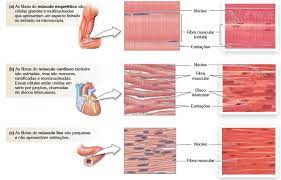 (a) As fibras do músculo esquelético são
células grandes e multinucleadas
que apresentam um aspecto listrado
ou estriado na microscopia.
Núcleo
Fibra
muscular
(célula)
Estriações
(b) As fibras do músculo cardíaco também
são estriadas, mas são menores,
ramificadas e mononucleadas.
Essas células estão unidas em
série por junções, chamadas
de discos intercalares.
Núcleo
Fibra
muscular
Disco
intercalar
Estriações
(c) As fibras do músculo liso são pequenas
e não apresentam estriações.
Núcleo
Fibra muscular